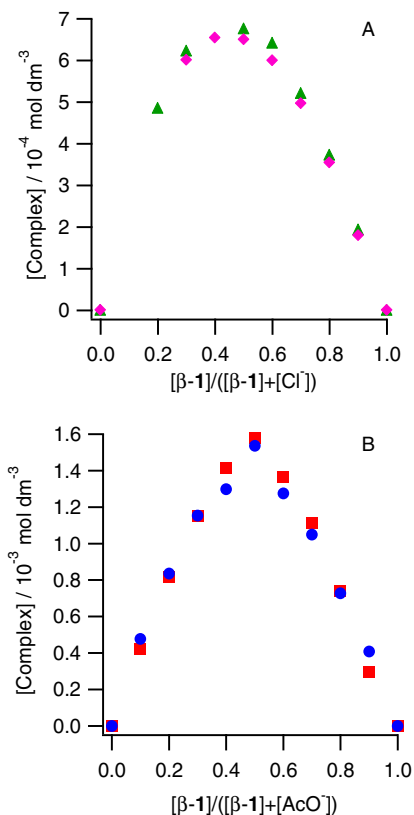 A
7
6
5
4
3
2
1
0
[Complex] / 10⁻⁴ mol dm⁻³
0.0 0.2 0.4 0.6 0.8 1.0
[β-1]/([β-1]+[Cl⁻])
B
1.6
1.4
1.2
1.0
0.8
0.6
0.4
0.2
0.0
[Complex] / 10⁻³ mol dm⁻³
0.0 0.2 0.4 0.6 0.8 1.0
[β-1]/([β-1]+[AcO⁻])